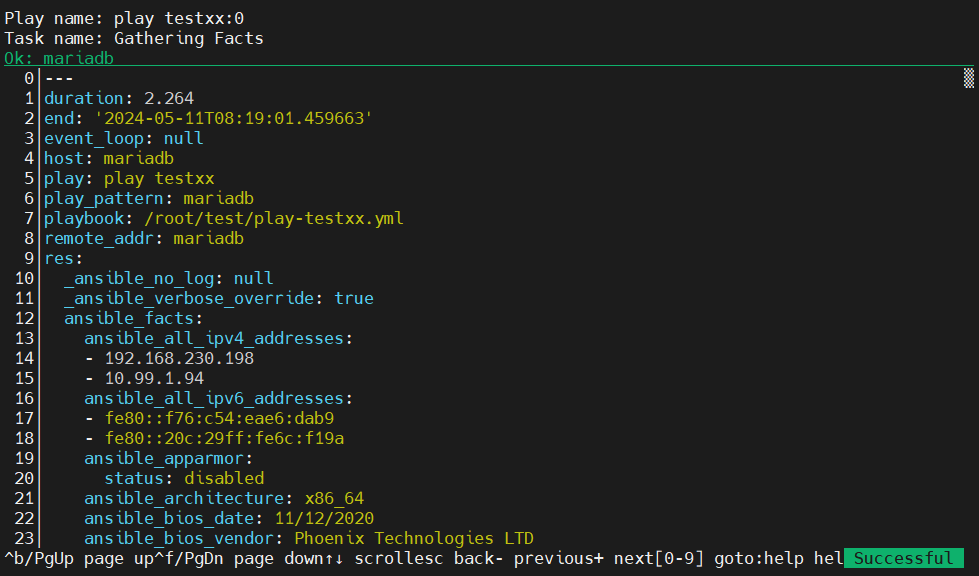 Play name: play testxx:0
Task name: Gathering Facts
Ok: mariadb
0│---
1│duration: 2.264
2│end: '2024-05-11T08:19:01.459663'
3│event_loop: null
4│host: mariadb
5│play: play testxx
6│play_pattern: mariadb
7│playbook: /root/test/play-testxx.yml
8│remote_addr: mariadb
9│res:
10│  _ansible_no_log: null
11│  _ansible_verbose_override: true
12│  ansible_facts:
13│    ansible_all_ipv4_addresses:
14│    - 192.168.230.198
15│    - 10.99.1.94
16│    ansible_all_ipv6_addresses:
17│    - fe80::f76:c54:eae6:dab9
18│    - fe80::20c:29ff:fe6c:f19a
19│    ansible_apparmor:
20│      status: disabled
21│    ansible_architecture: x86_64
22│    ansible_bios_date: 11/12/2020
23│    ansible_bios_vendor: Phoenix Technologies LTD
^b/PgUp page up^f/PgDn page down↑↓ scrollesc back- previous+ next[0-9] goto:help hel Successful